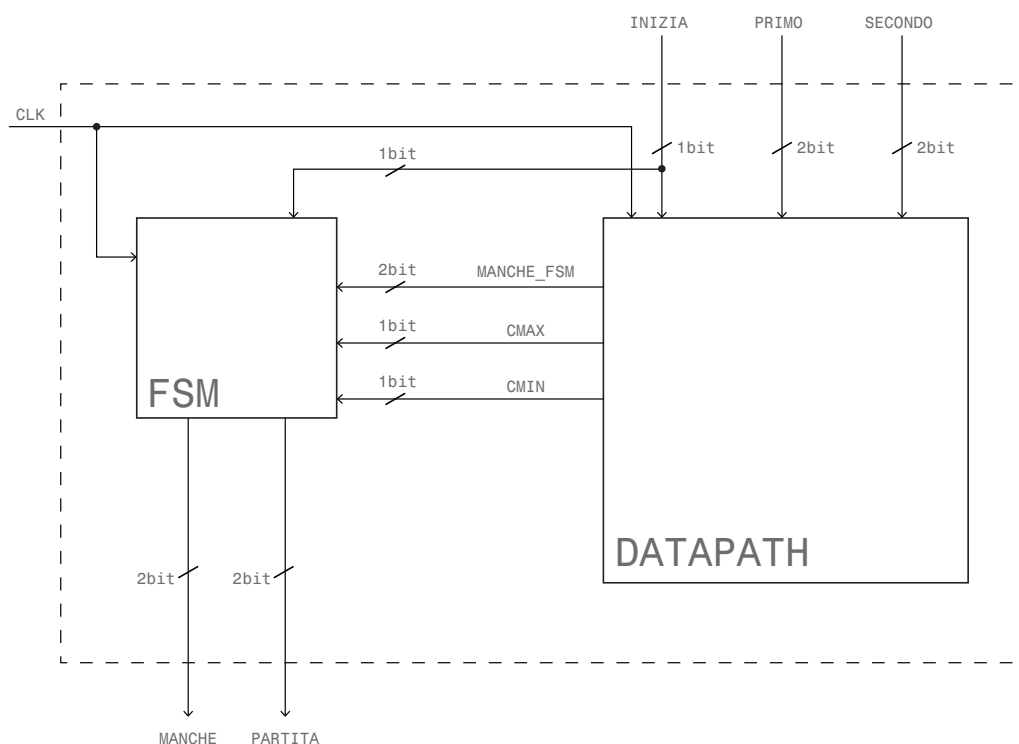 INIZIA PRIMO SECONDO
CLK
1bit 1bit 2bit 2bit
2bit MANCHE_FSM
1bit CMAX
1bit CMIN
FSM
DATAPATH
2bit 2bit
MANCHE PARTITA